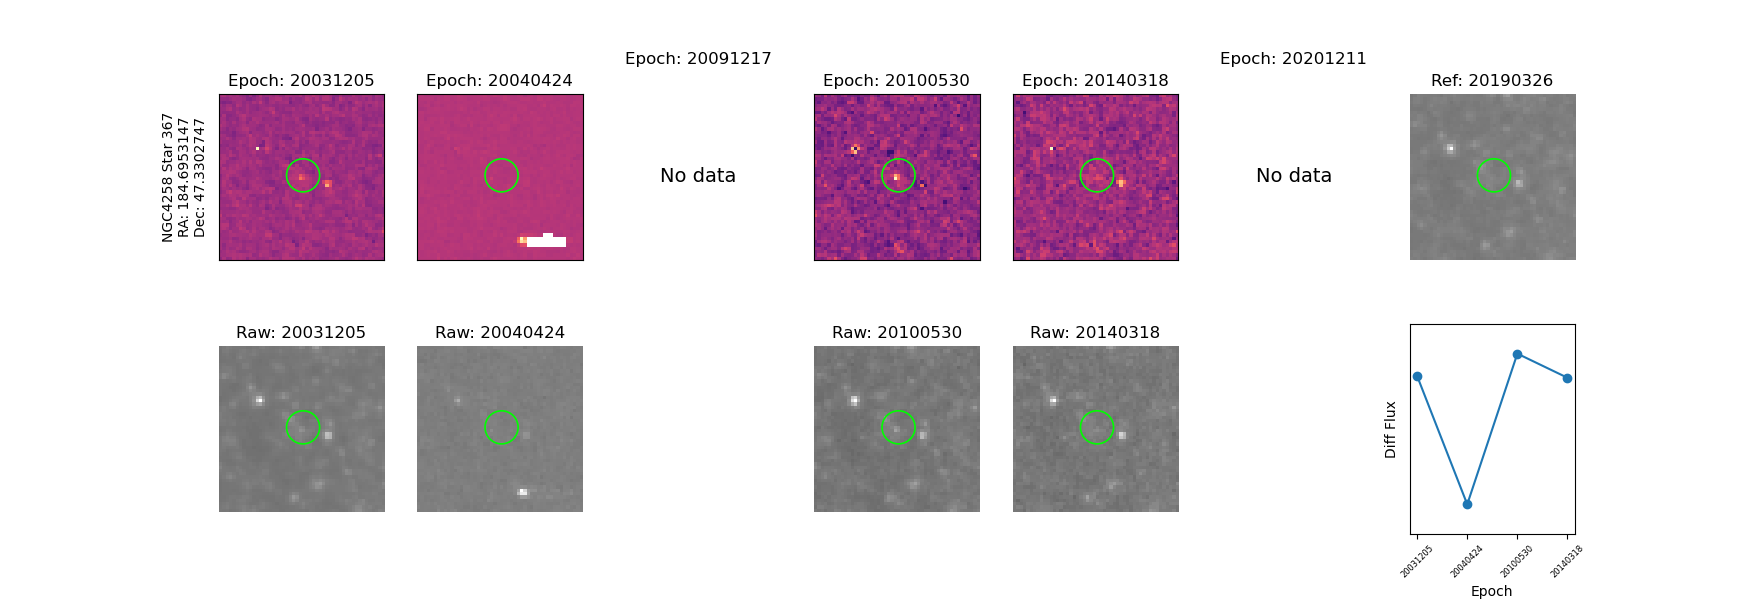 NGC4258 Star 367
RA: 184.6953147
Dec: 47.3302747
Epoch: 20031205
Epoch: 20040424
Epoch: 20091217
No data
Epoch: 20100530
Epoch: 20140318
Epoch: 20201211
No data
Ref: 20190326
Raw: 20031205
Raw: 20040424
Raw: 20100530
Raw: 20140318
Diff Flux
20031205
20040424
20100530
20140318
Epoch